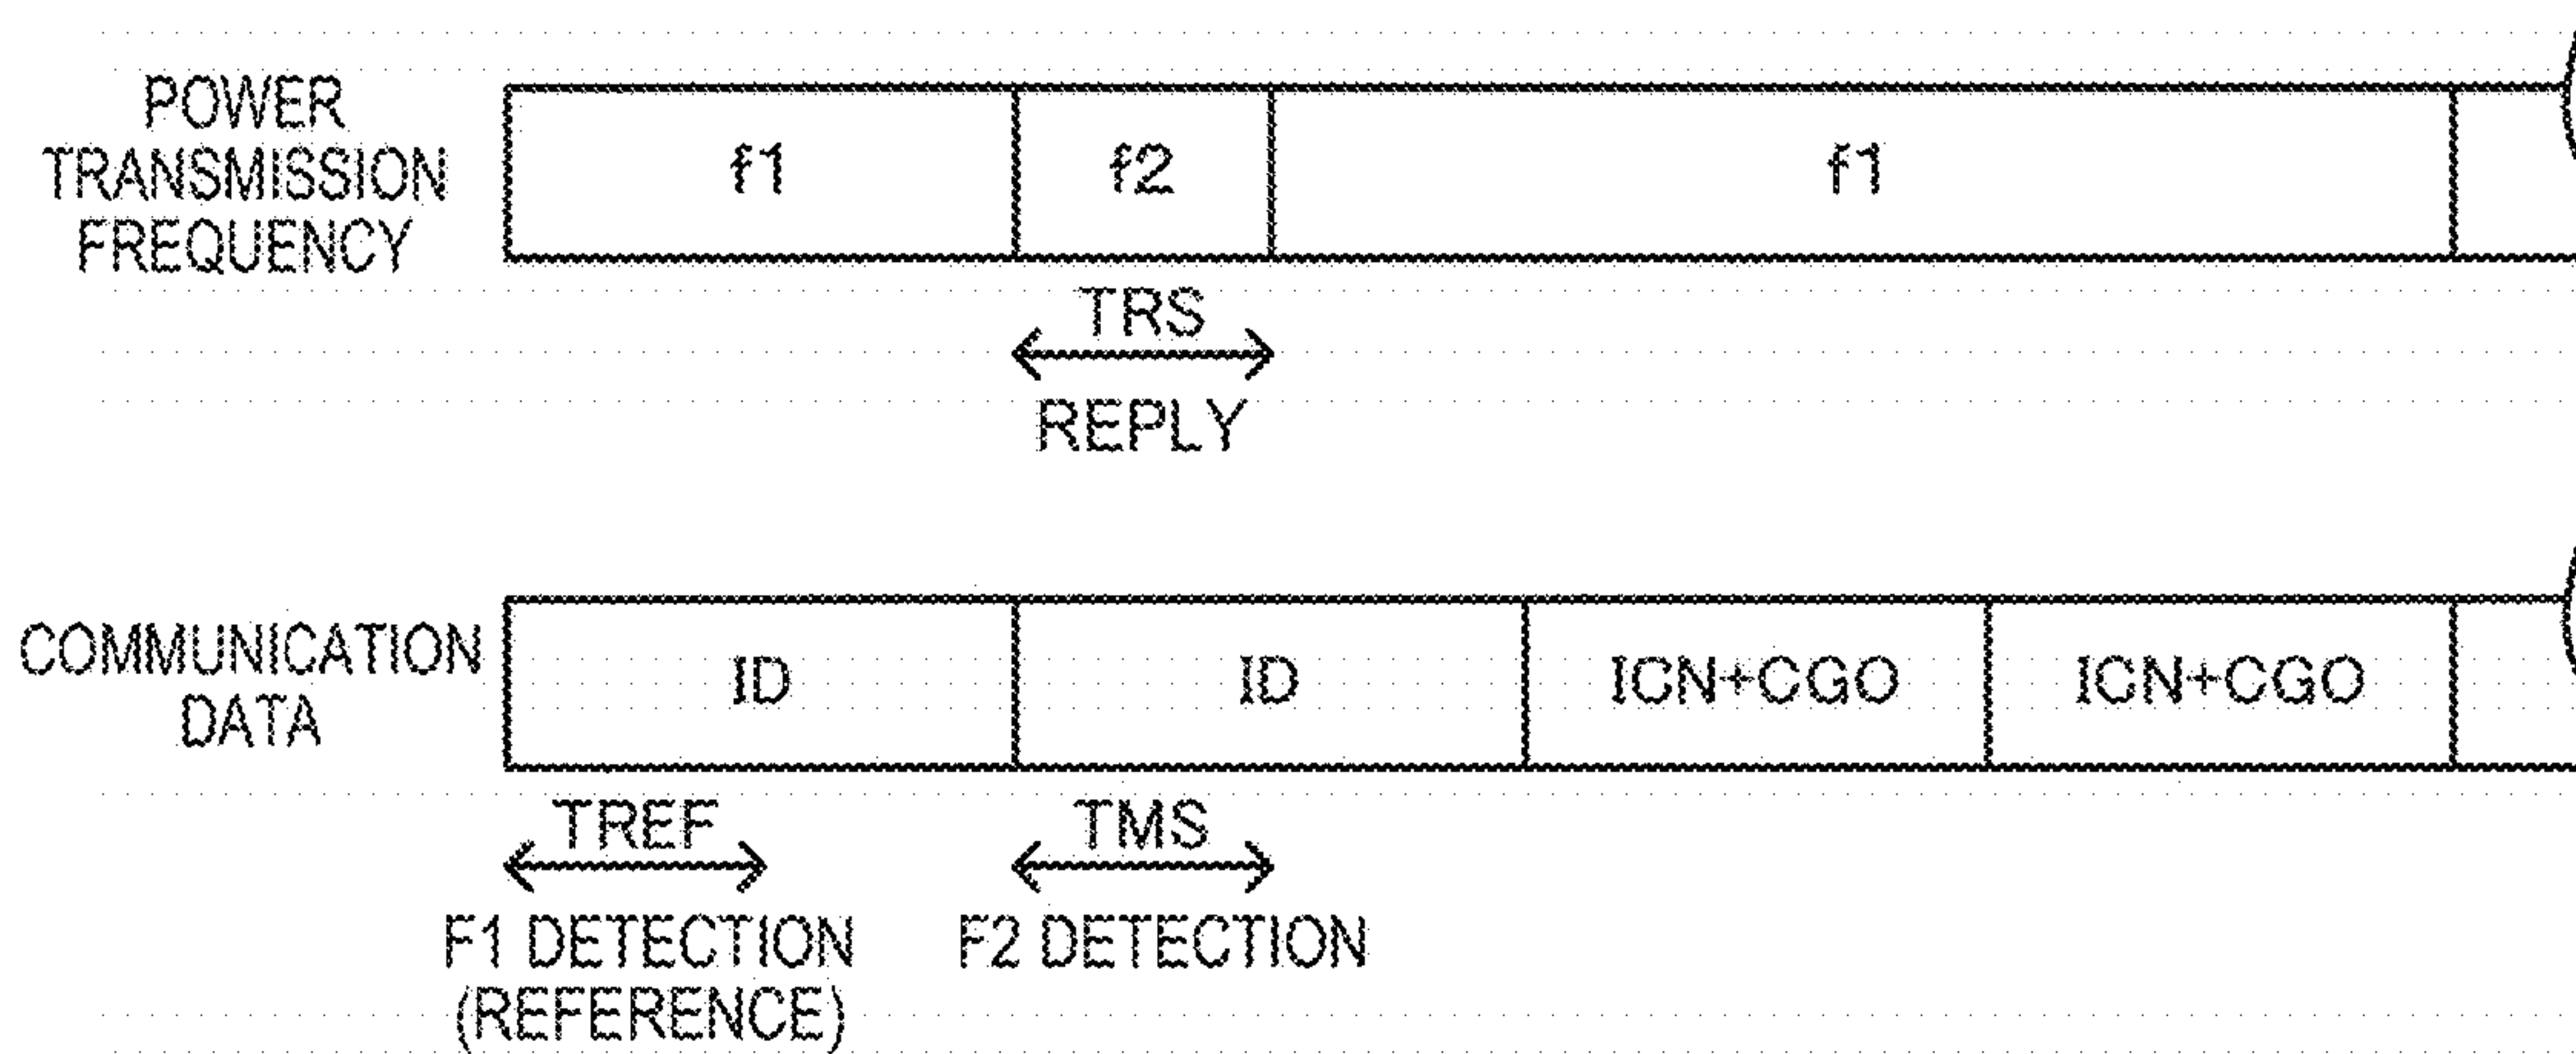 POWER
TRANSMISSION
FREQUENCY
f1
f2
f1
TRS
REPLY
COMMUNICATION
DATA
ID
ID
ICN+CGO
ICN+CGO
TREF
TMS
F1 DETECTION
(REFERENCE)
F2 DETECTION